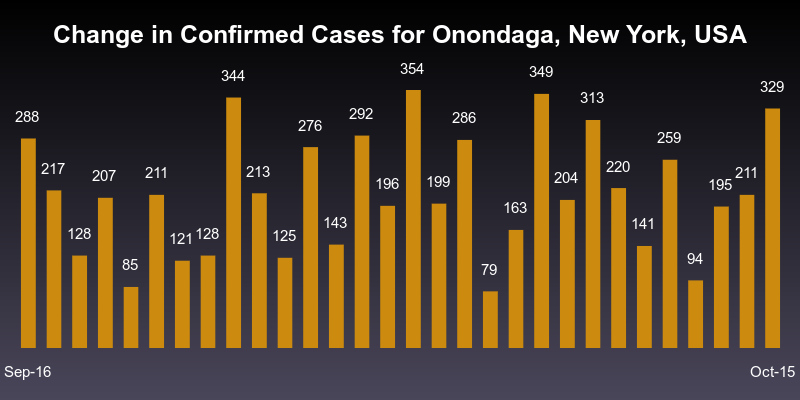 Change in Confirmed Cases for Onondaga, New York, USA
288 217 128 207 85 211 121 128 344 213 125 276 143 292 196 354 199 286 79 163 349 204 313 220 141 259 94 195 211 329
Sep-16 Oct-15